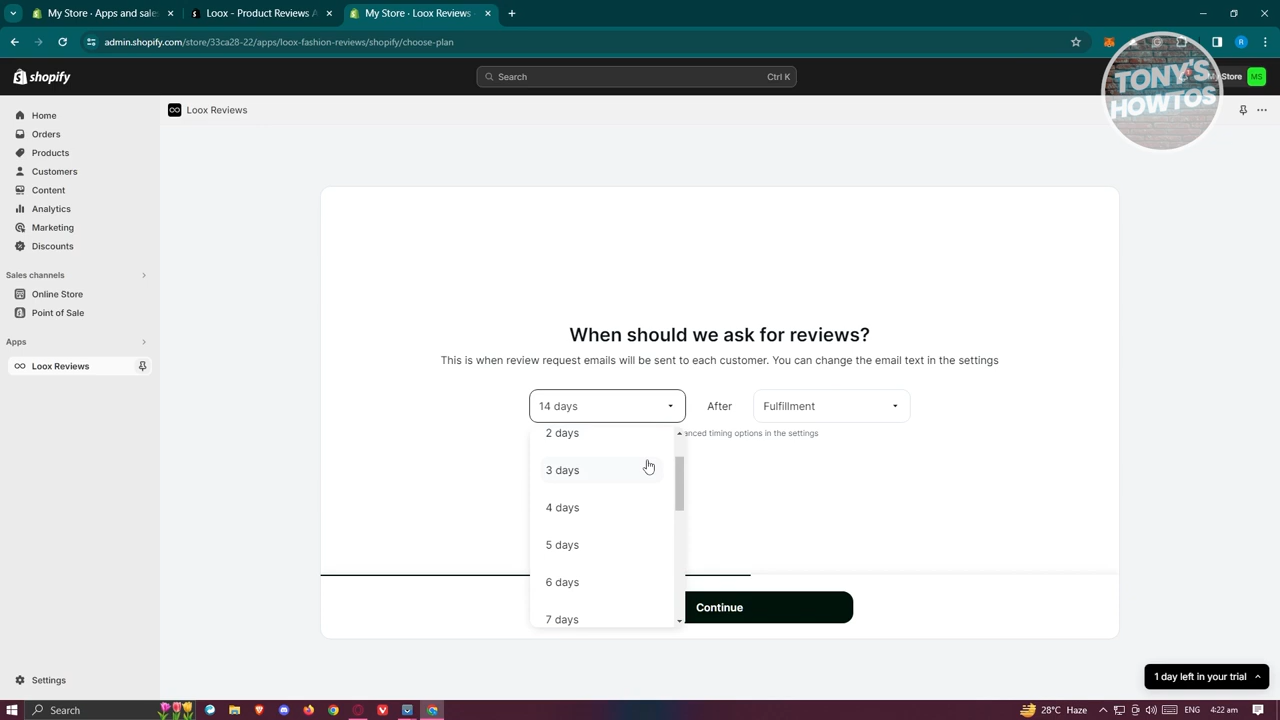 My Store · Apps and sales
Loox - Product Reviews A
My Store · Loox Reviews ·
admin.shopify.com/store/33ca28-22/apps/loox-fashion-reviews/shopify/choose-plan
shopify
Search
Ctrl K
My Store
MS
TONY'S
HOWTOS
Home
Orders
Products
Customers
Content
Analytics
Marketing
Discounts
Sales channels
Online Store
Point of Sale
Apps
Loox Reviews
Settings
Loox Reviews
When should we ask for reviews?
This is when review request emails will be sent to each customer. You can change the email text in the settings
14 days
After
Fulfillment
timing options in the settings
2 days
3 days
4 days
5 days
6 days
7 days
Continue
1 day left in your trial
Search
28°C Haze
4:22 am